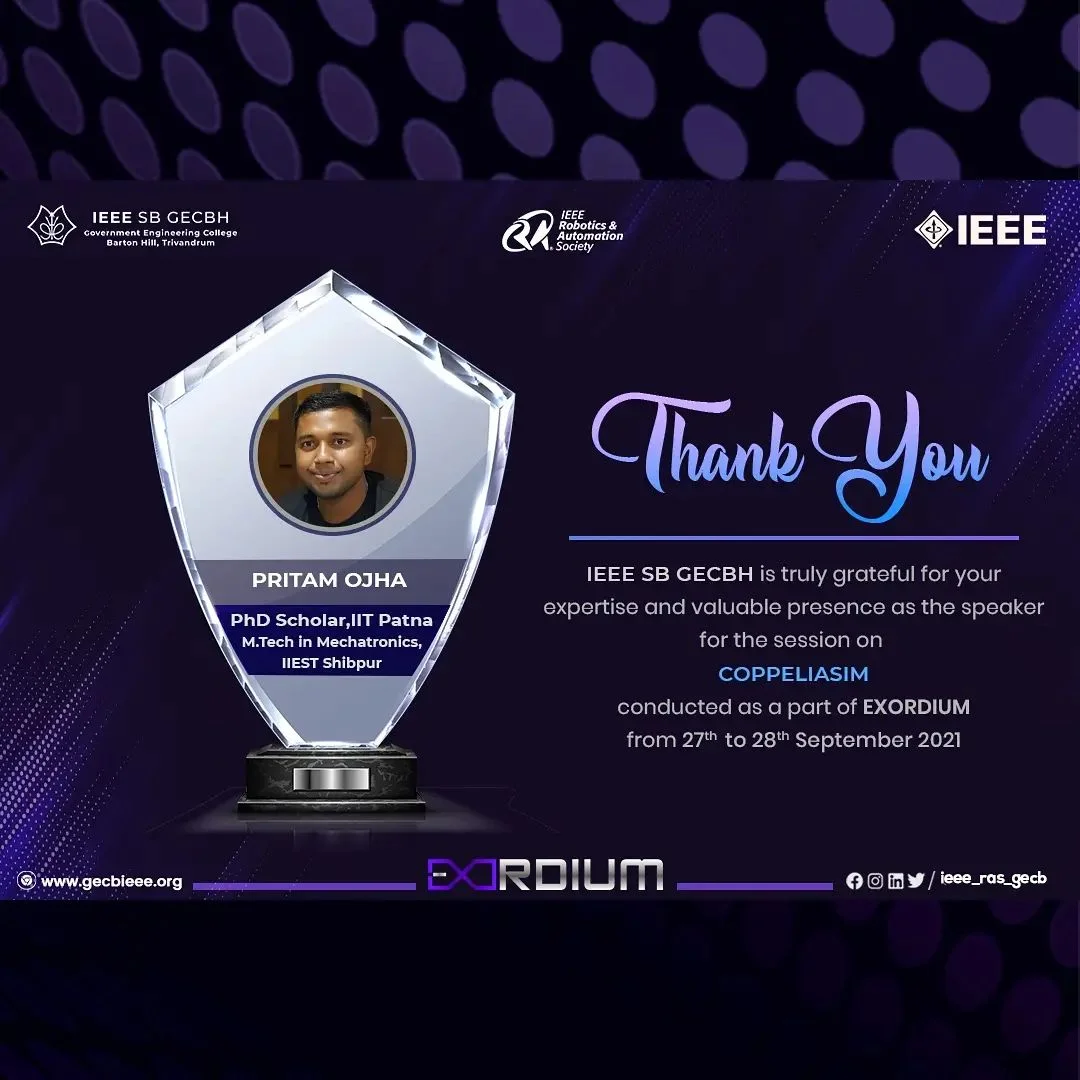 IEEE SB GECBH
Government Engineering College
Barton Hill, Trivandrum
IEEE
Robotics &
Automation
Society
IEEE
PRITAM OJHA
PhD Scholar,IIT Patna
M.Tech in Mechatronics,
IIEST Shibpur
Thank You
IEEE SB GECBH is truly grateful for your
expertise and valuable presence as the speaker
for the session on
COPPELIASIM
conducted as a part of EXORDIUM
from 27th to 28th September 2021
www.gecbieee.org
EXORDIUM
/ ieee_ras_gecb